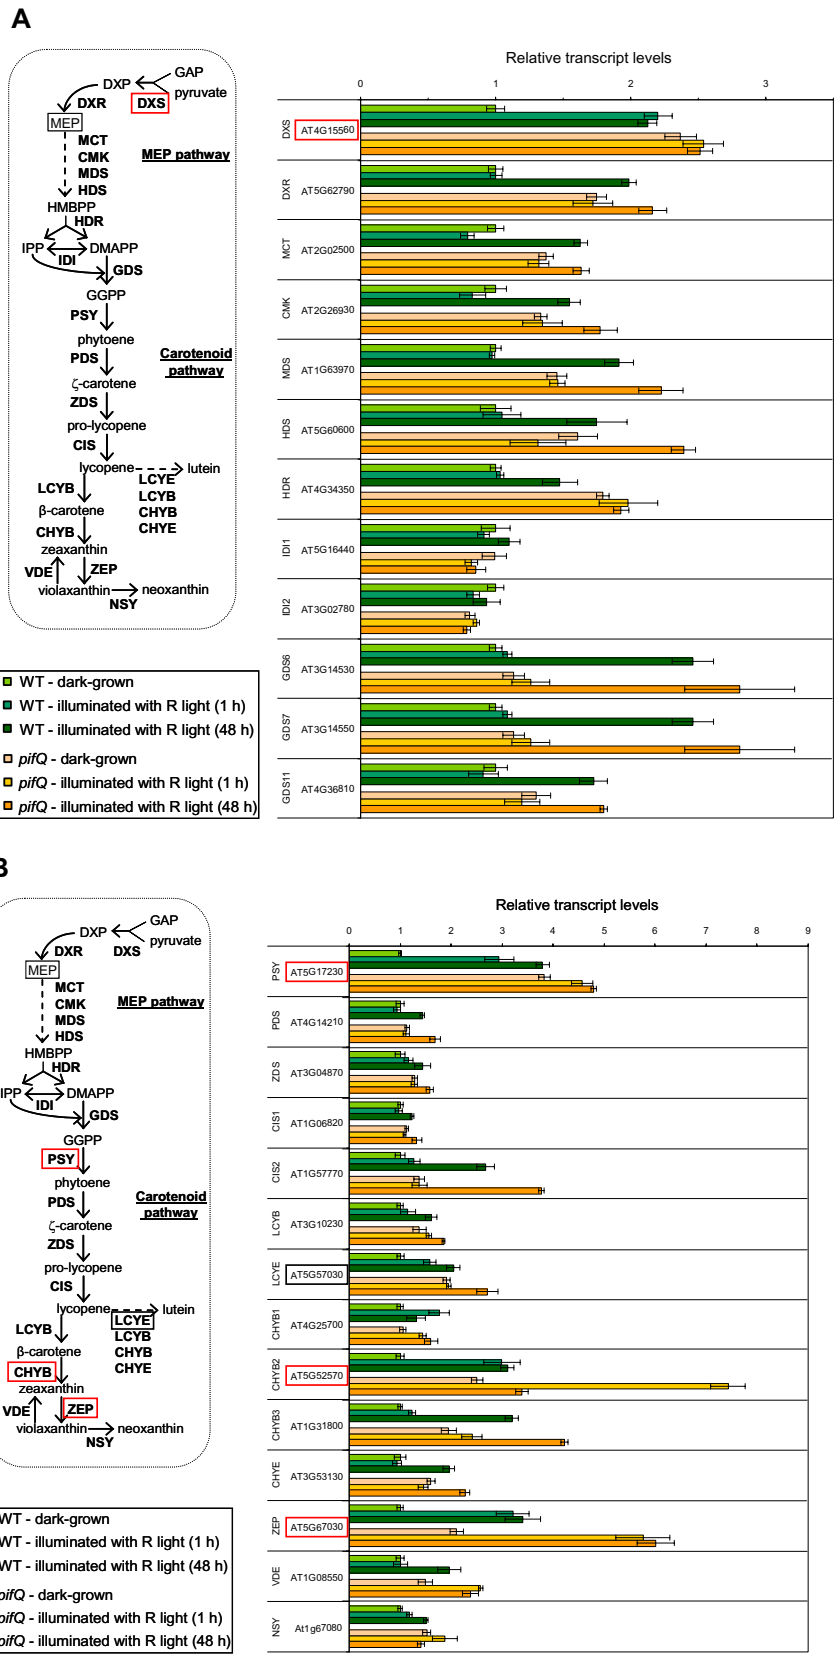 A
GAP
DXP
pyruvate
DXR
DXS
MEP
MCT
CMK
MDS
HDS
MEP pathway
HMBPP
HDR
IPP
DMAPP
IDI
GDS
GGPP
PSY
phytoene
PDS
Carotenoid
pathway
ζ-carotene
ZDS
pro-lycopene
CIS
lycopene
lutein
LCYE
LCYB
LCYB
CHYB
CHYE
β-carotene
CHYB
zeaxanthin
VDE
ZEP
violaxanthin
neoxanthin
NSY
WT - dark-grown
WT - illuminated with R light (1 h)
WT - illuminated with R light (48 h)
pifQ - dark-grown
pifQ - illuminated with R light (1 h)
pifQ - illuminated with R light (48 h)
Relative transcript levels
0 1 2 3
DXS AT4G15560
DXR AT5G62790
MCT AT2G02500
CMK AT2G26930
MDS AT1G63970
HDS AT5G60600
HDR AT4G34350
IDI1 AT5G16440
IDI2 AT3G02780
GDS6 AT3G14530
GDS7 AT3G14550
GDS11 AT4G36810
B
GAP
DXP
pyruvate
DXR
DXS
MEP
MCT
CMK
MDS
HDS
MEP pathway
HMBPP
HDR
IPP
DMAPP
IDI
GDS
GGPP
PSY
phytoene
PDS
Carotenoid
pathway
ζ-carotene
ZDS
pro-lycopene
CIS
lycopene
lutein
LCYE
LCYB
LCYB
CHYB
CHYE
β-carotene
CHYB
zeaxanthin
VDE
ZEP
violaxanthin
neoxanthin
NSY
WT - dark-grown
WT - illuminated with R light (1 h)
WT - illuminated with R light (48 h)
pifQ - dark-grown
pifQ - illuminated with R light (1 h)
pifQ - illuminated with R light (48 h)
Relative transcript levels
0 1 2 3 4 5 6 7 8 9
PSY AT5G17230
PDS AT4G14210
ZDS AT3G04870
CIS1 AT1G06820
CIS2 AT1G57770
LCYB AT3G10230
LCYE AT5G57030
CHYB1 AT4G25700
CHYB2 AT5G52570
CHYB3 AT1G31800
CHYE AT3G53130
ZEP AT5G67030
VDE AT1G08550
NSY At1g67080